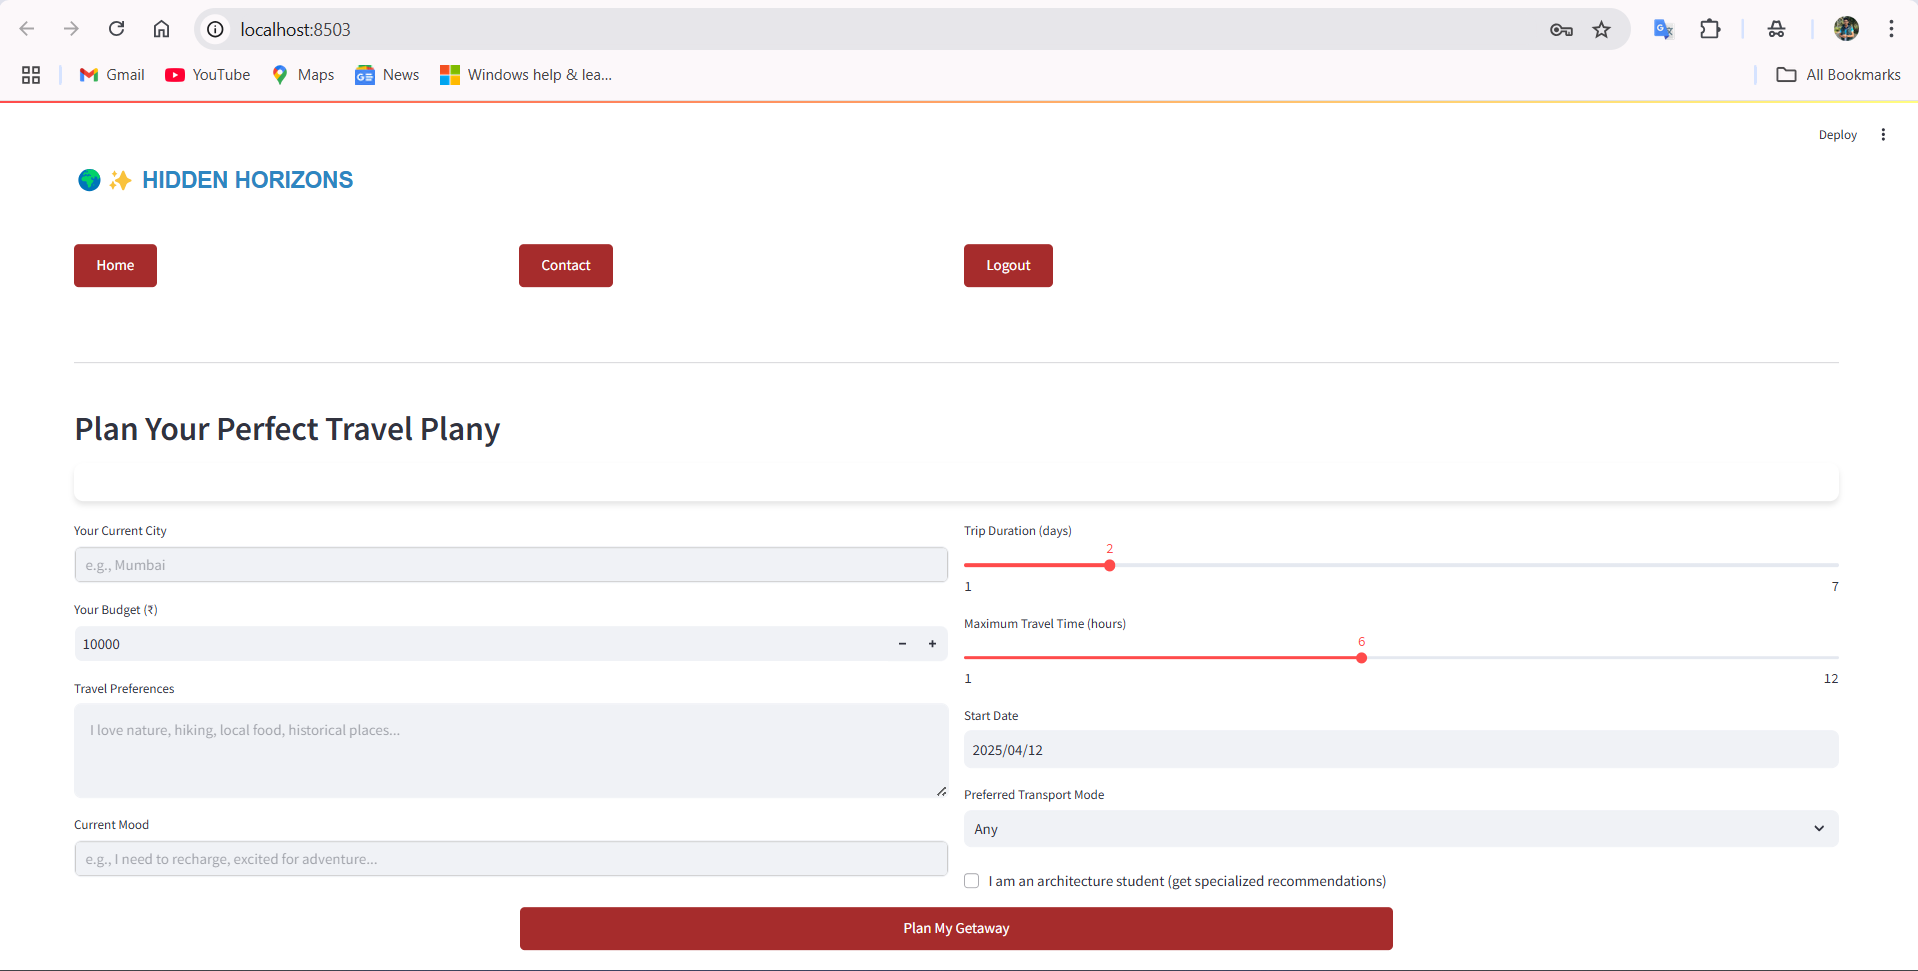 localhost:8503
Gmail YouTube Maps News Windows help & lea... All Bookmarks
Deploy
HIDDEN HORIZONS
Home Contact Logout
Plan Your Perfect Travel Plany
Your Current City
e.g., Mumbai
Your Budget (₹)
10000 - +
Travel Preferences
I love nature, hiking, local food, historical places...
Current Mood
e.g., I need to recharge, excited for adventure...
Trip Duration (days)
2
1 7
Maximum Travel Time (hours)
6
1 12
Start Date
2025/04/12
Preferred Transport Mode
Any
I am an architecture student (get specialized recommendations)
Plan My Getaway